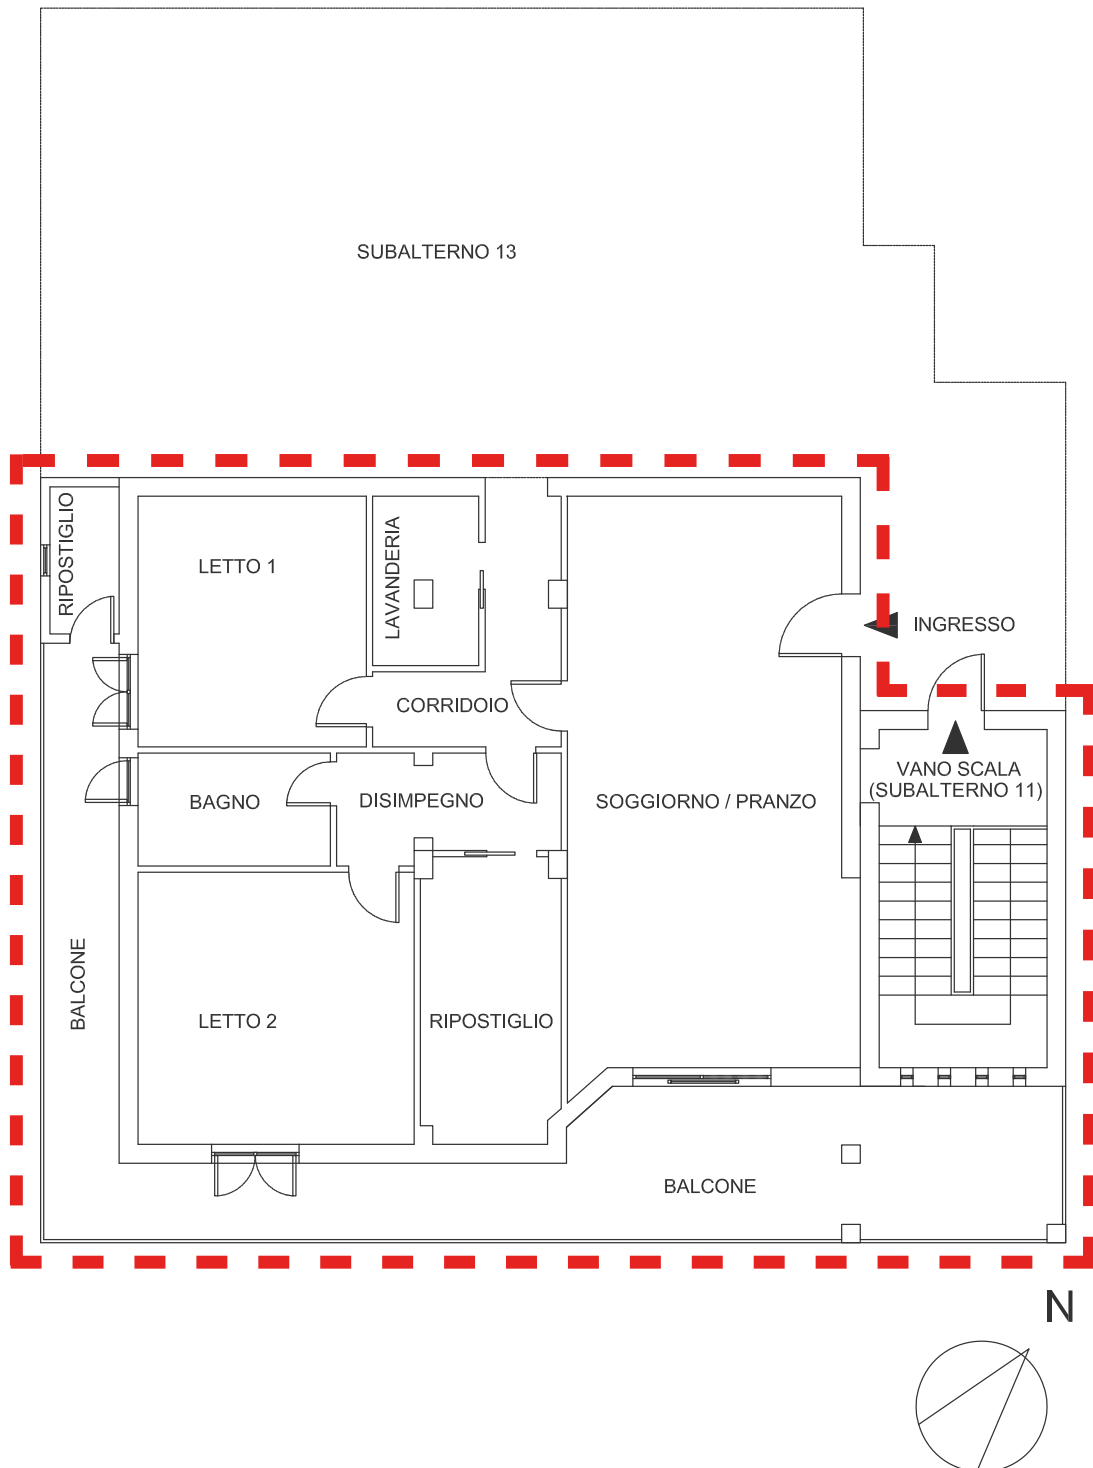 SUBALTERNO 13
RIPOSTIGLIO
LETTO 1
LAVANDERIA
INGRESSO
CORRIDOIO
VANO SCALA
(SUBALTERNO 11)
BAGNO
DISIMPEGNO
SOGGIORNO / PRANZO
BALCONE
LETTO 2
RIPOSTIGLIO
BALCONE
N